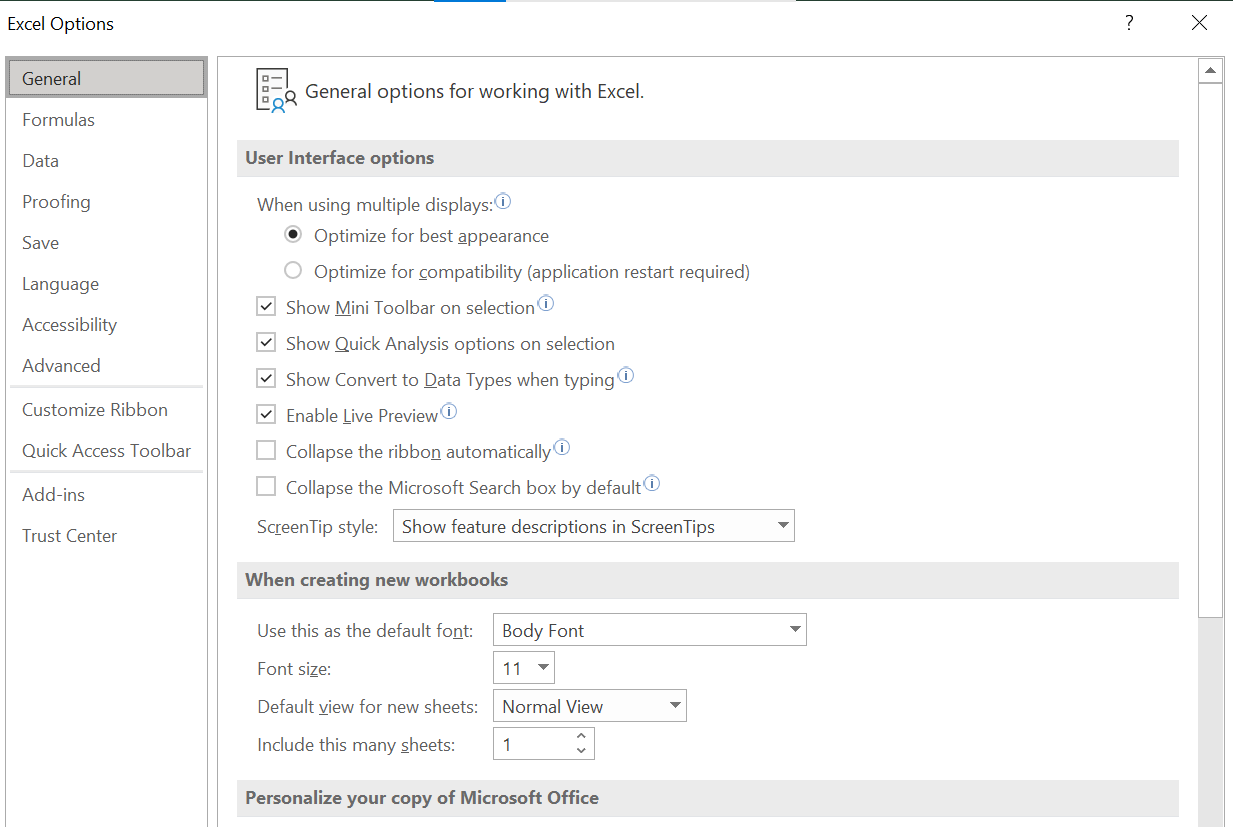 Excel Options
?
General
Formulas
Data
Proofing
Save
Language
Accessibility
Advanced
Customize Ribbon
Quick Access Toolbar
Add-ins
Trust Center
General options for working with Excel.
User Interface options
When using multiple displays:
Optimize for best appearance
Optimize for compatibility (application restart required)
Show Mini Toolbar on selection
Show Quick Analysis options on selection
Show Convert to Data Types when typing
Enable Live Preview
Collapse the ribbon automatically
Collapse the Microsoft Search box by default
ScreenTip style: Show feature descriptions in ScreenTips
When creating new workbooks
Use this as the default font: Body Font
Font size: 11
Default view for new sheets: Normal View
Include this many sheets: 1
Personalize your copy of Microsoft Office